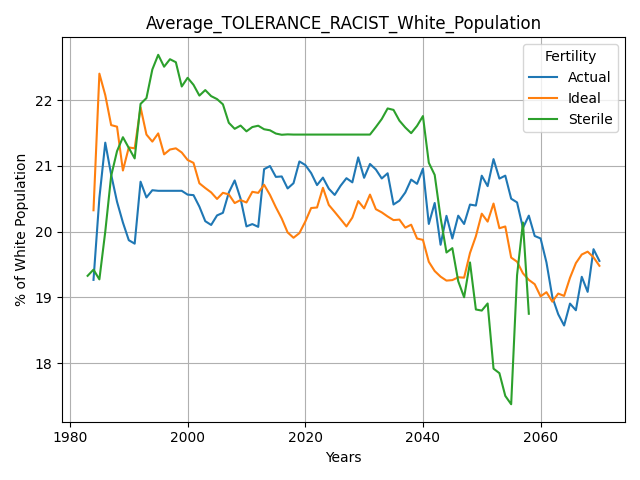 Average_TOLERANCE_RACIST_White_Population
Fertility
Actual
Ideal
Sterile
% of White Population
22
21
20
19
18
1980
2000
2020
2040
2060
Years